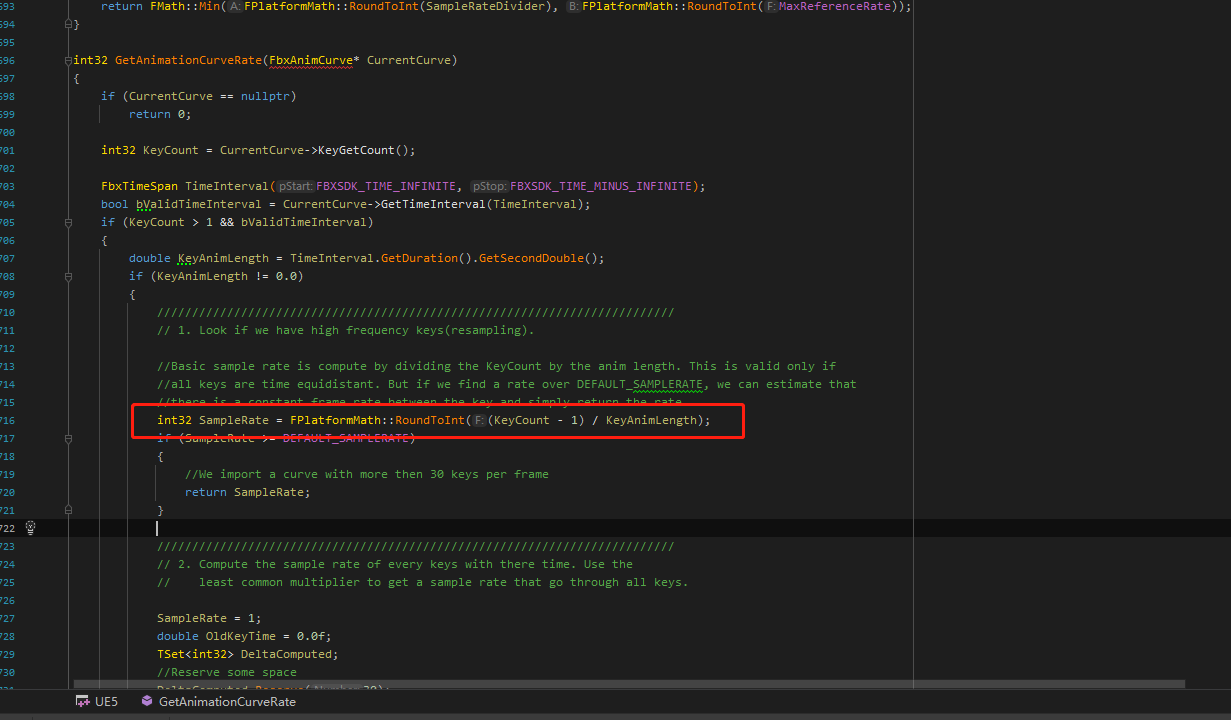 693 return FMath::Min(A:FPlatformMath::RoundToInt(SampleRateDivider), B:FPlatformMath::RoundToInt(F:MaxReferenceRate));
694 }
695
696 int32 GetAnimationCurveRate(FbxAnimCurve* CurrentCurve)
697 {
698 if (CurrentCurve == nullptr)
699 return 0;
700
701 int32 KeyCount = CurrentCurve->KeyGetCount();
702
703 FbxTimeSpan TimeInterval(pStart:FBXSDK_TIME_INFINITE, pStop:FBXSDK_TIME_MINUS_INFINITE);
704 bool bValidTimeInterval = CurrentCurve->GetTimeInterval(TimeInterval);
705 if (KeyCount > 1 && bValidTimeInterval)
706 {
707 double KeyAnimLength = TimeInterval.GetDuration().GetSecondDouble();
708 if (KeyAnimLength != 0.0)
709 {
710 //////////////////////////////////////////////////////////////////////////
711 // 1. Look if we have high frequency keys(resampling).
712
713 //Basic sample rate is compute by dividing the KeyCount by the anim length. This is valid only if
714 //all keys are time equidistant. But if we find a rate over DEFAULT_SAMPLERATE, we can estimate that
715 //there is a constant frame rate between the key and simply return the rate.
716 int32 SampleRate = FPlatformMath::RoundToInt(F:(KeyCount - 1) / KeyAnimLength);
717 if (SampleRate >= DEFAULT_SAMPLERATE)
718 {
719 //We import a curve with more then 30 keys per frame
720 return SampleRate;
721 }
722
723 //////////////////////////////////////////////////////////////////////////
724 // 2. Compute the sample rate of every keys with there time. Use the
725 // least common multiplier to get a sample rate that go through all keys.
726
727 SampleRate = 1;
728 double OldKeyTime = 0.0f;
729 TSet<int32> DeltaComputed;
730 //Reserve some space
DeltaComputed.Reserve(Number:30);
UE5 GetAnimationCurveRate